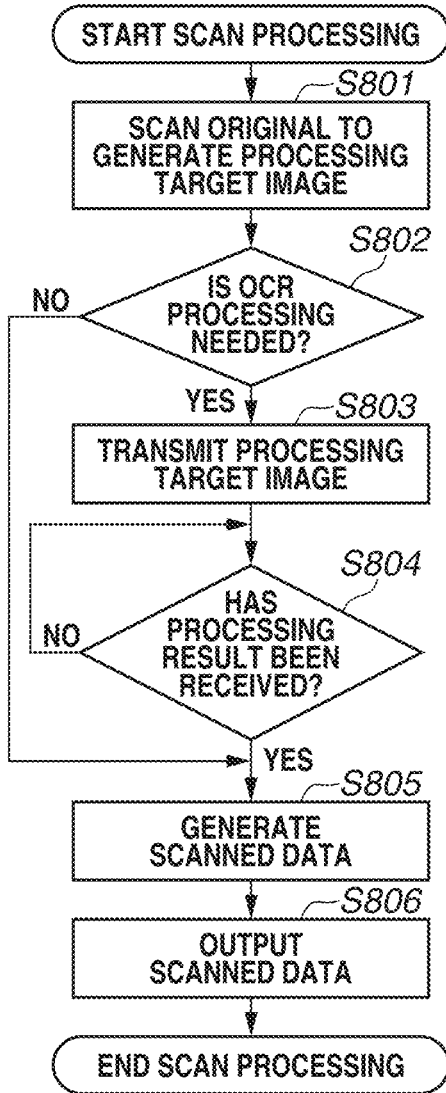 START SCAN PROCESSING
S801
SCAN ORIGINAL TO
GENERATE PROCESSING
TARGET IMAGE
S802
IS OCR
PROCESSING
NEEDED?
NO
YES
S803
TRANSMIT PROCESSING
TARGET IMAGE
S804
HAS
PROCESSING
RESULT BEEN
RECEIVED?
NO
YES
S805
GENERATE
SCANNED DATA
S806
OUTPUT
SCANNED DATA
END SCAN PROCESSING